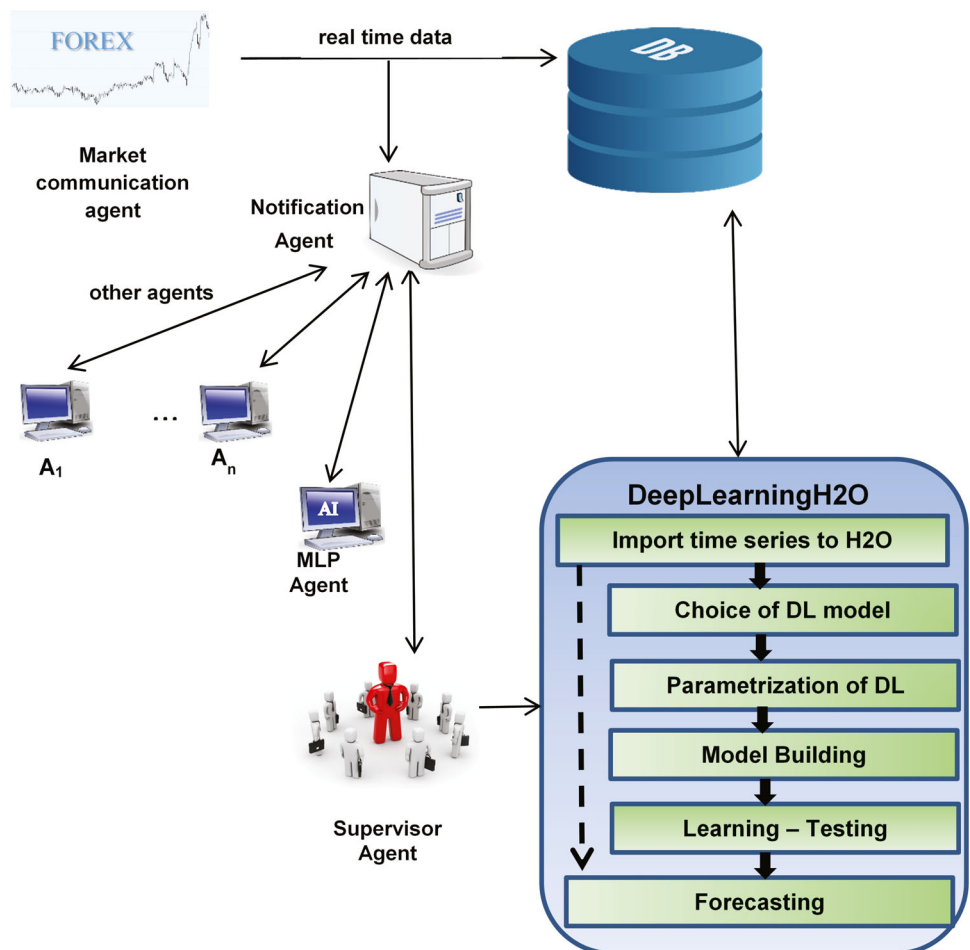 FOREX
real time data
DB
Market
communication
agent
Notification
Agent
other agents
A1
...
An
AI
MLP
Agent
Supervisor
Agent
DeepLearningH2O
Import time series to H2O
Choice of DL model
Parametrization of DL
Model Building
Learning – Testing
Forecasting